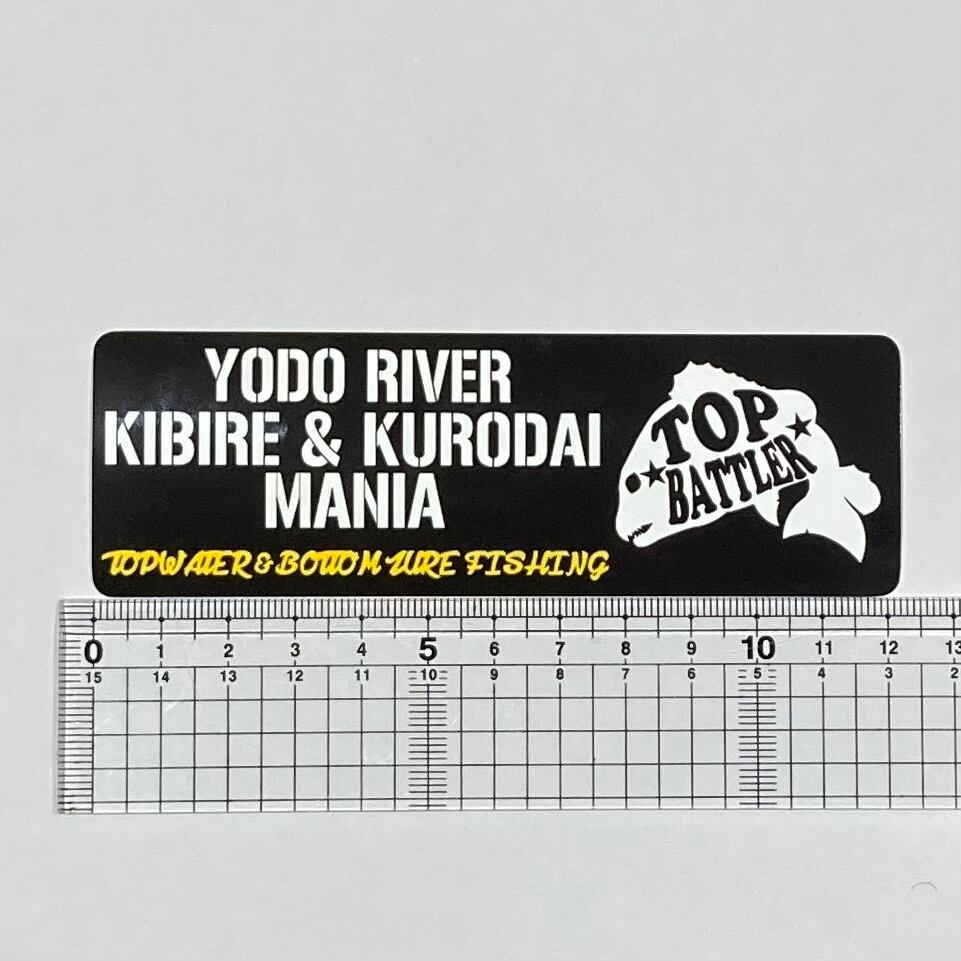 YODO RIVER
KIBIRE & KURODAI
MANIA
TOPWATER & BOTTOM LURE FISHING
TOP
BATTLER
0 1 2 3 4 5 6 7 8 9 10 11 12 13
15 14 13 12 11 10 9 8 7 6 5 4 3 2